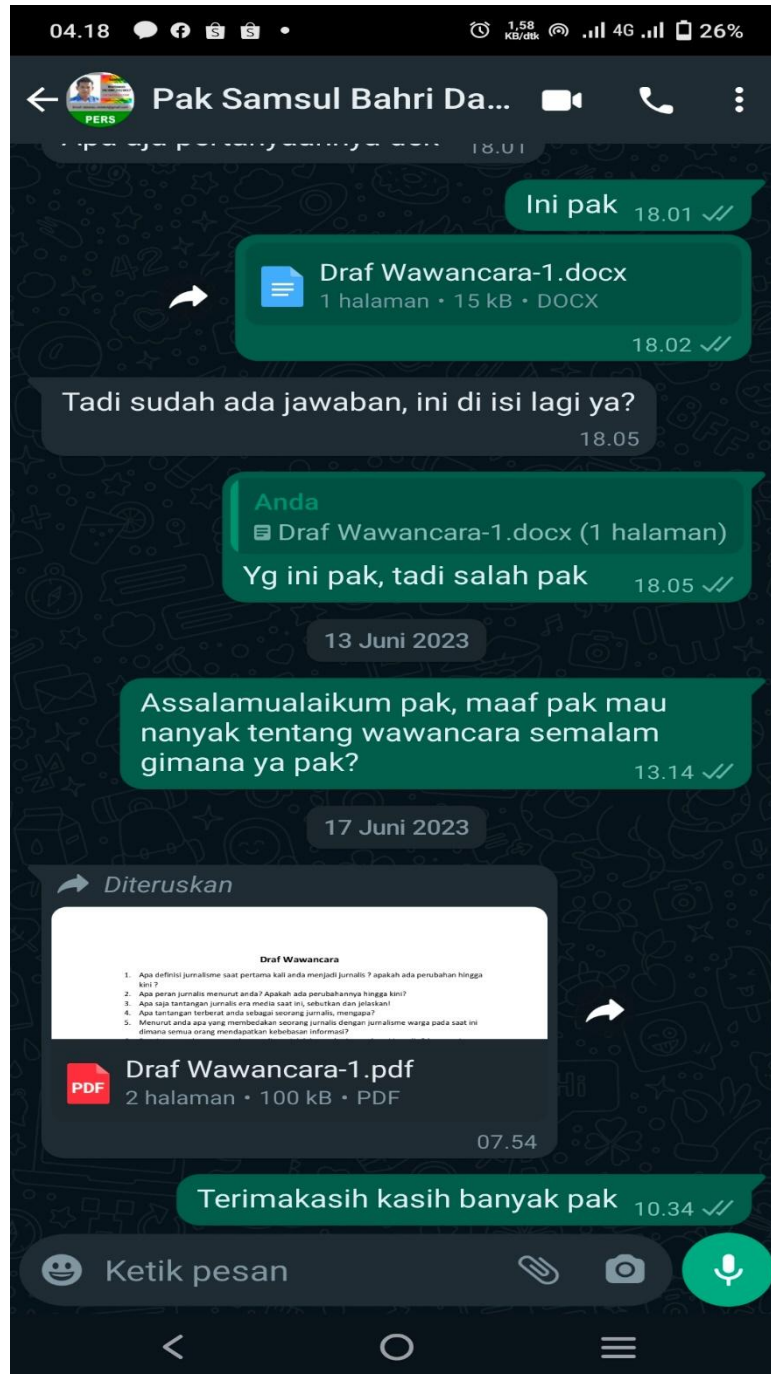 04.18
1,58 KB/dtk 4G 26%
Pak Samsul Bahri Da...
PERS
18.01
Ini pak 18.01
Draf Wawancara-1.docx
1 halaman • 15 kB • DOCX
18.02
Tadi sudah ada jawaban, ini di isi lagi ya?
18.05
Anda
Draf Wawancara-1.docx (1 halaman)
Yg ini pak, tadi salah pak 18.05
13 Juni 2023
Assalamualaikum pak, maaf pak mau
nanyak tentang wawancara semalam
gimana ya pak?
13.14
17 Juni 2023
Diteruskan
Draf Wawancara
1. Apa definisi jurnalisme saat pertama kali anda menjadi jurnalis ? apakah ada perubahan hingga
kini ?
2. Apa peran jurnalis menurut anda? Apakah ada perubahannya hingga kini?
3. Apa saja tantangan jurnalis era media saat ini, sebutkan dan jelaskan!
4. Apa tantangan terberat anda sebagai seorang jurnalis, mengapa?
5. Menurut anda apa yang membedakan seorang jurnalis dengan jurnalisme warga pada saat ini
dimana semua orang mendapatkan kebebasan informasi?
PDF
Draf Wawancara-1.pdf
2 halaman • 100 kB • PDF
07.54
Terimakasih kasih banyak pak 10.34
Ketik pesan